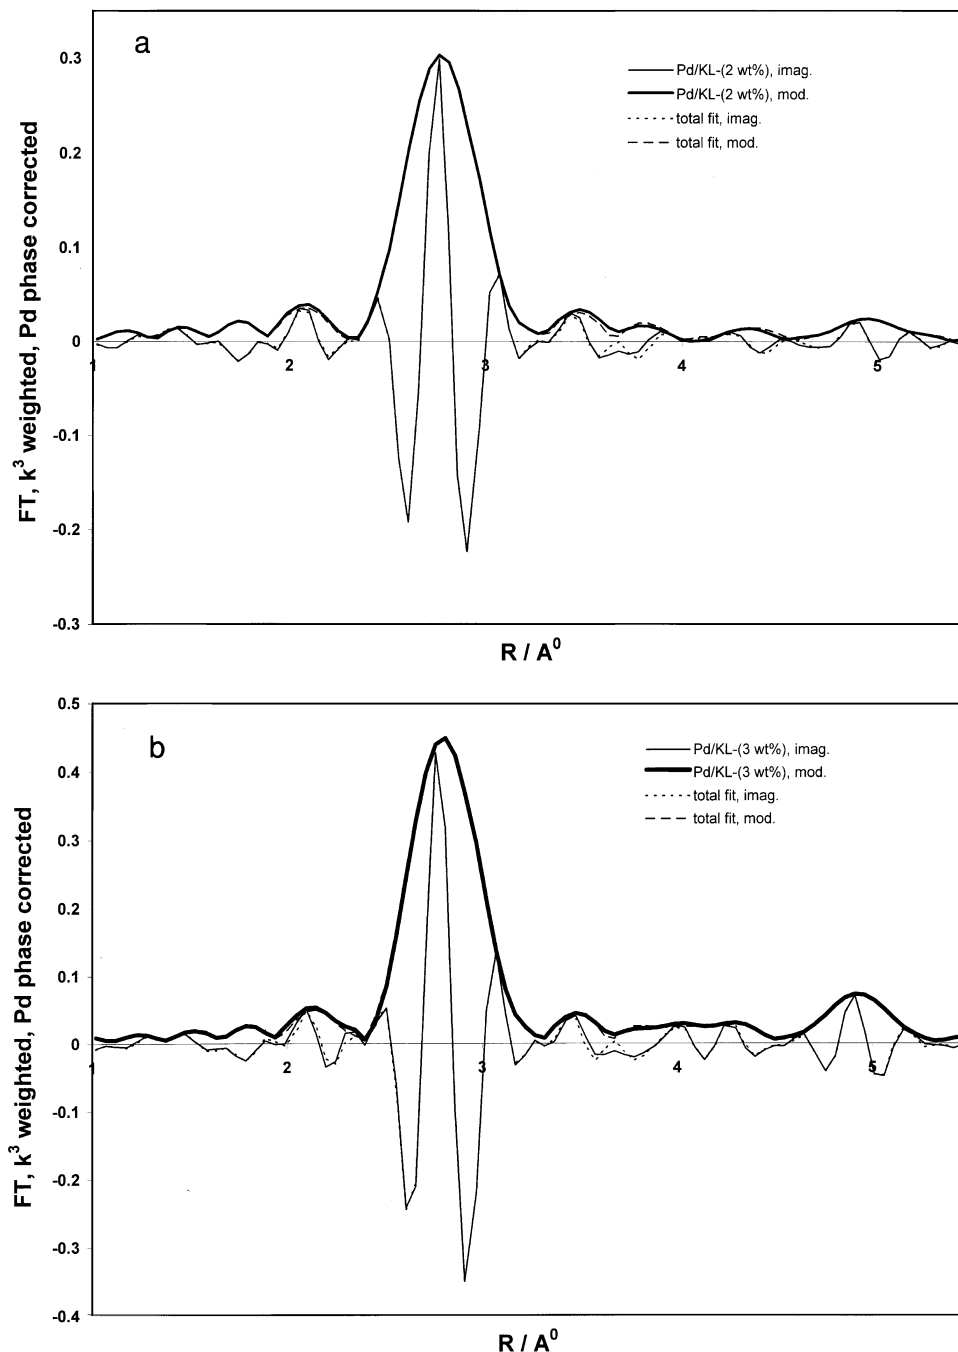 a
Pd/KL-(2 wt%), imag.
Pd/KL-(2 wt%), mod.
total fit, imag.
total fit, mod.
FT, k³ weighted, Pd phase corrected
0.3
0.2
0.1
0
-0.1
-0.2
-0.3
1
2
3
4
5
R / A⁰
b
Pd/KL-(3 wt%), imag.
Pd/KL-(3 wt%), mod.
total fit, imag.
total fit, mod.
FT, k³ weighted, Pd phase corrected
0.5
0.4
0.3
0.2
0.1
0
-0.1
-0.2
-0.3
-0.4
1
2
3
4
5
R / A⁰